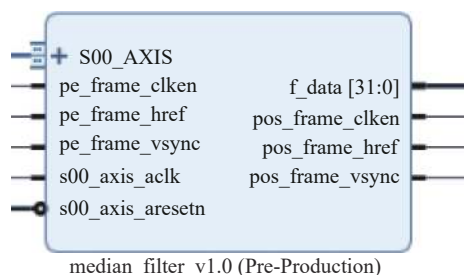 S00_AXIS
pe_frame_clken
pe_frame_href
pe_frame_vsync
s00_axis_aclk
s00_axis_aresetn
f_data [31:0]
pos_frame_clken
pos_frame_href
pos_frame_vsync
median_filter_v1.0 (Pre-Production)